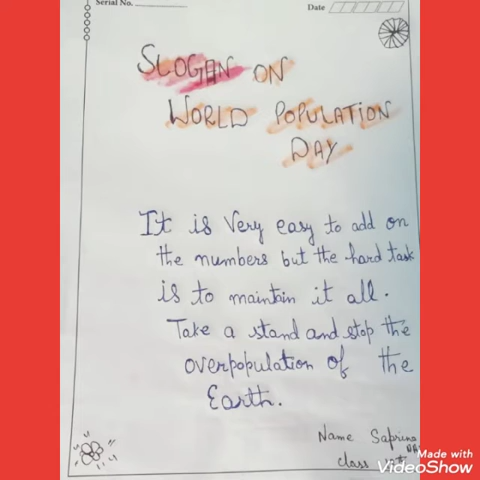 Serial No.
Date
SLOGAN ON
WORLD POPULATION
DAY
It is Very easy to add on
the numbers but the hard task
is to maintain it all.
Take a stand and stop the
overpopulation of the
Earth.
Name Sabrina
class
Made with
VideoShow